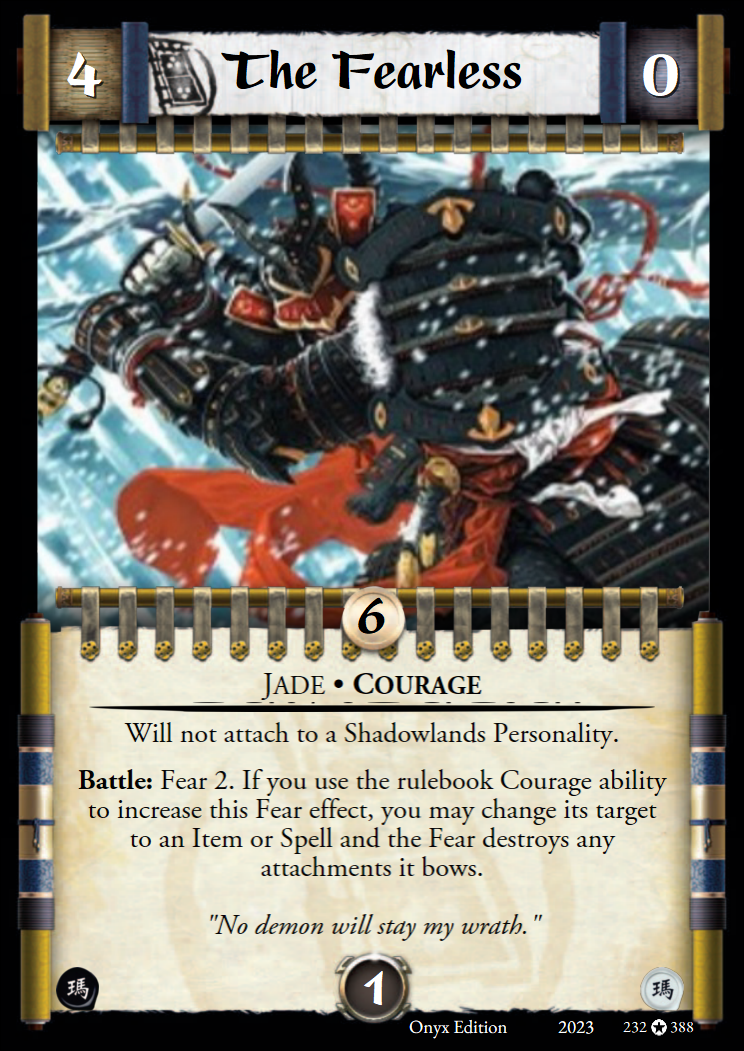 4
The Fearless
0
6
JADE • COURAGE
Will not attach to a Shadowlands Personality.
Battle: Fear 2. If you use the rulebook Courage ability
to increase this Fear effect, you may change its target
to an Item or Spell and the Fear destroys any
attachments it bows.
"No demon will stay my wrath."
瑪
1
瑪
Onyx Edition 2023 232 ✪ 388